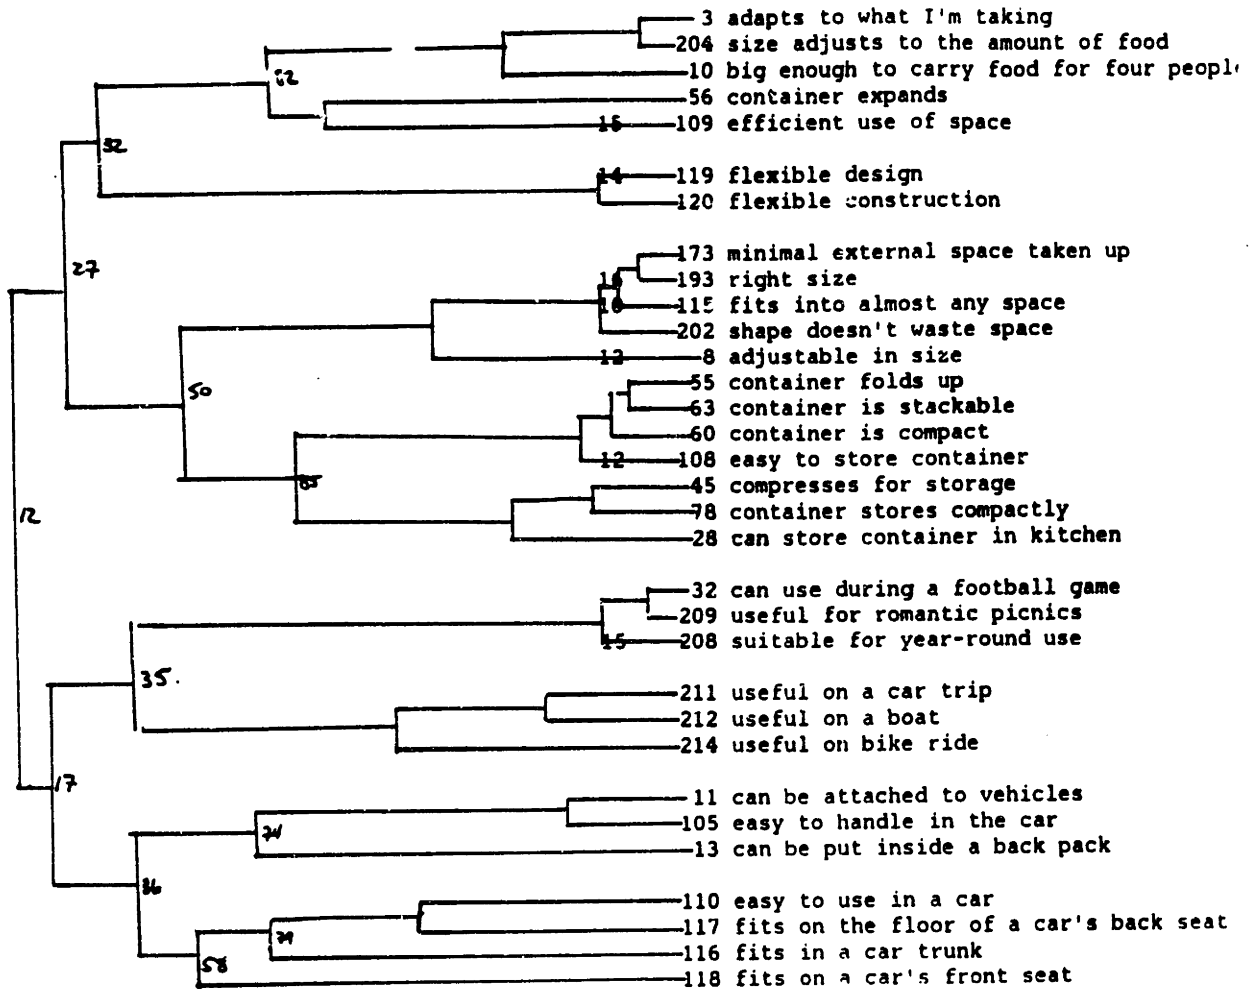 3 adapts to what I'm taking
204 size adjusts to the amount of food
10 big enough to carry food for four people
56 container expands
15 109 efficient use of space
32
14 119 flexible design
120 flexible construction
173 minimal external space taken up
27
193 right size
115 fits into almost any space
202 shape doesn't waste space
12 8 adjustable in size
55 container folds up
50
63 container is stackable
60 container is compact
12 108 easy to store container
45 compresses for storage
78 container stores compactly
12
28 can store container in kitchen
32 can use during a football game
209 useful for romantic picnics
15 208 suitable for year-round use
35.
211 useful on a car trip
212 useful on a boat
214 useful on bike ride
17
11 can be attached to vehicles
105 easy to handle in the car
74
13 can be put inside a back pack
36
110 easy to use in a car
117 fits on the floor of a car's back seat
79
116 fits in a car trunk
58
118 fits on a car's front seat